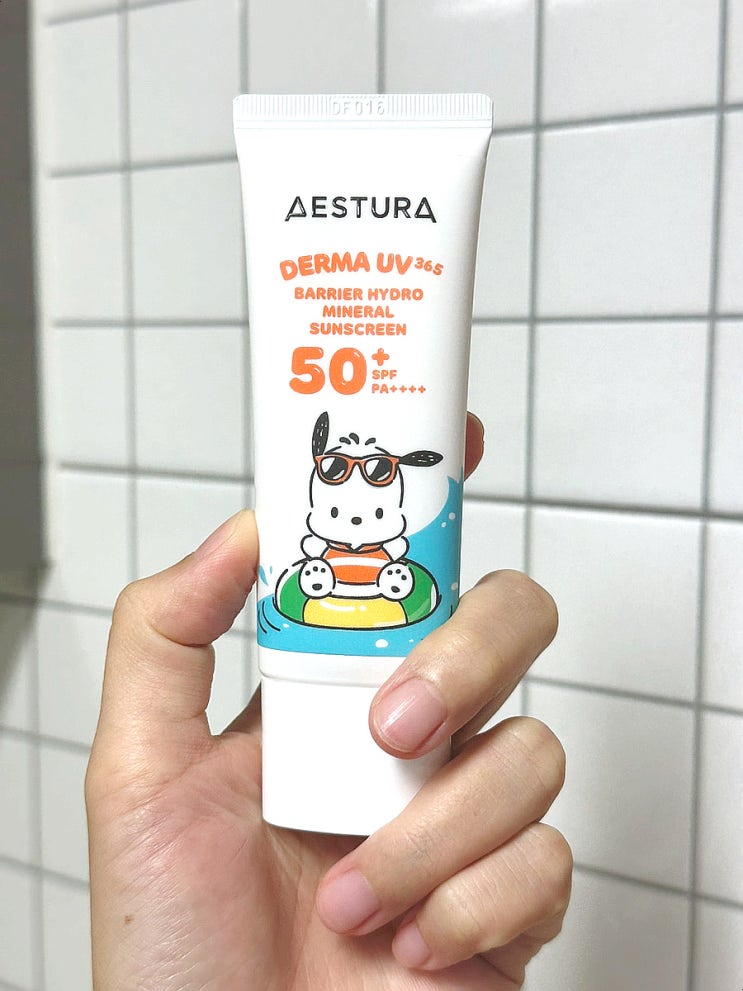 DF016
AESTURA
DERMA UV 365
BARRIER HYDRO
MINERAL
SUNSCREEN
50+
SPF
PA++++